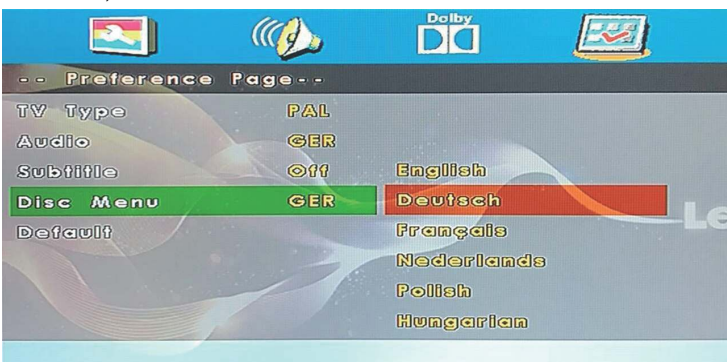 Dolby
-- Preference Page--
TV Type PAL
Audio GER
Subtitle Off English
Disc Menu GER Deutsch
Default Français
Nederlands
Polish
Hungarian